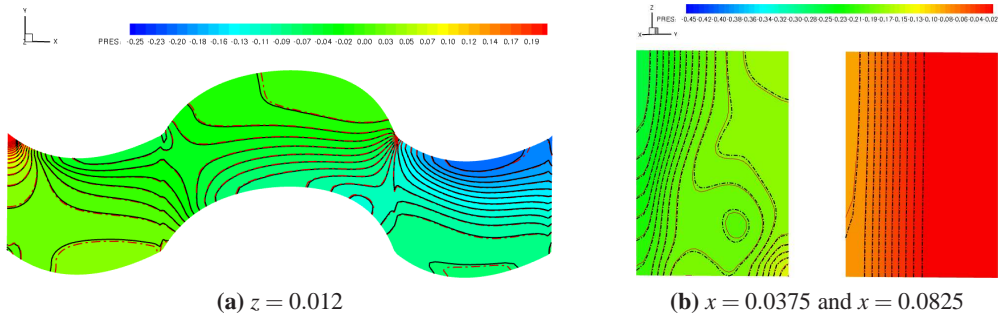 PRES: -0.25 -0.23 -0.20 -0.18 -0.16 -0.13 -0.11 -0.09 -0.07 -0.04 -0.02 0.00 0.03 0.05 0.07 0.10 0.12 0.14 0.17 0.19
Y
Z X
PRES: -0.45 -0.42 -0.40 -0.38 -0.36 -0.34 -0.32 -0.30 -0.28 -0.25 -0.23 -0.21 -0.19 -0.17 -0.15 -0.13 -0.10 -0.08 -0.06 -0.04 -0.02
Z
X Y
(a) z = 0.012
(b) x = 0.0375 and x = 0.0825